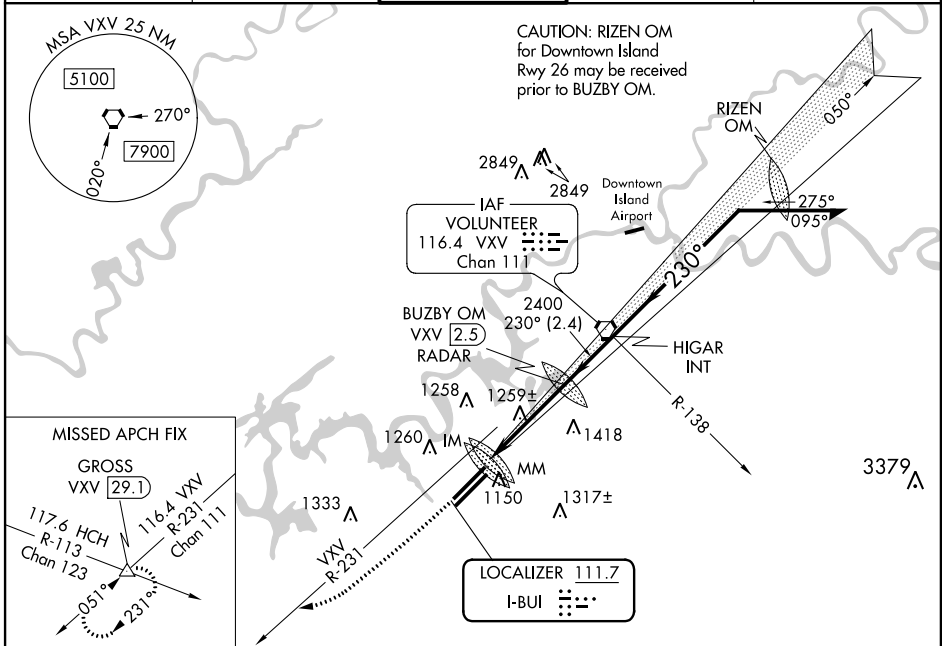 MSA VXV 25 NM
5100
270°
7900
020°
CAUTION: RIZEN OM
for Downtown Island
Rwy 26 may be received
prior to BUZBY OM.
RIZEN
OM
050°
275°
095°
2849
2849
Downtown
Island
Airport
IAF
VOLUNTEER
116.4 VXV
Chan 111
230°
2400
230° (2.4)
BUZBY OM
VXV 2.5
RADAR
HIGAR
INT
R-138
1258
1259±
1418
1260
IM
MM
1150
1317±
3379
1333
VXV
R-231
LOCALIZER 111.7
I-BUI
MISSED APCH FIX
GROSS
VXV 29.1
117.6 HCH
R-113
Chan 123
116.4 VXV
R-231
Chan 111
051°
231°